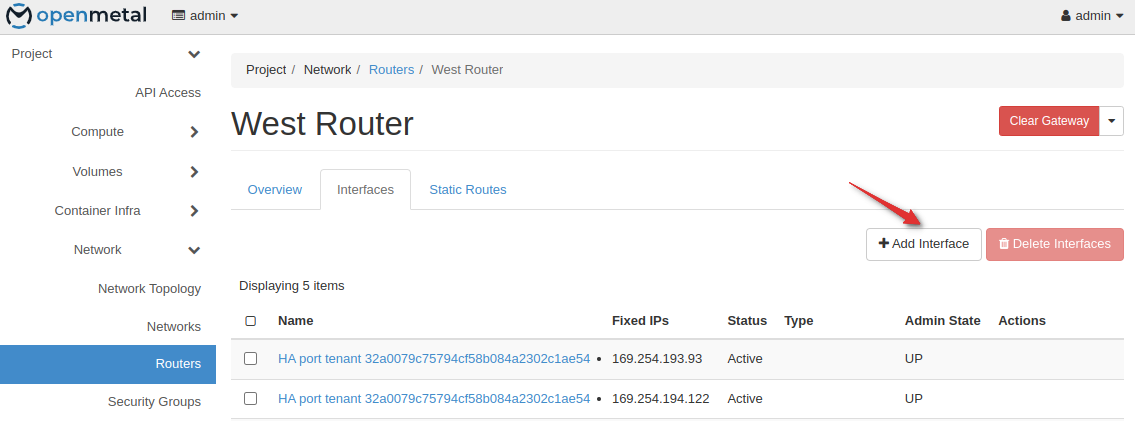 openmetal admin admin
Project
API Access
Compute
Volumes
Container Infra
Network
Network Topology
Networks
Routers
Security Groups
Project / Network / Routers / West Router
West Router
Clear Gateway
Overview Interfaces Static Routes
Add Interface Delete Interfaces
Displaying 5 items
Name Fixed IPs Status Type Admin State Actions
HA port tenant 32a0079c75794cf58b084a2302c1ae54 • 169.254.193.93 Active UP
HA port tenant 32a0079c75794cf58b084a2302c1ae54 • 169.254.194.122 Active UP